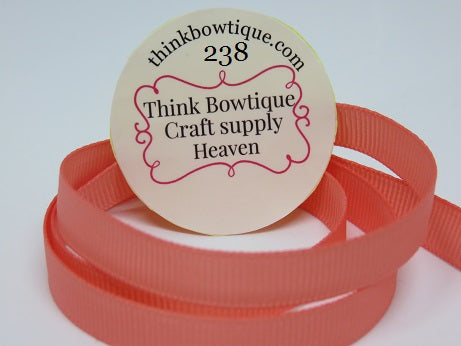 thinkbowtique.com
238
Think Bowtique
Craft supply
Heaven